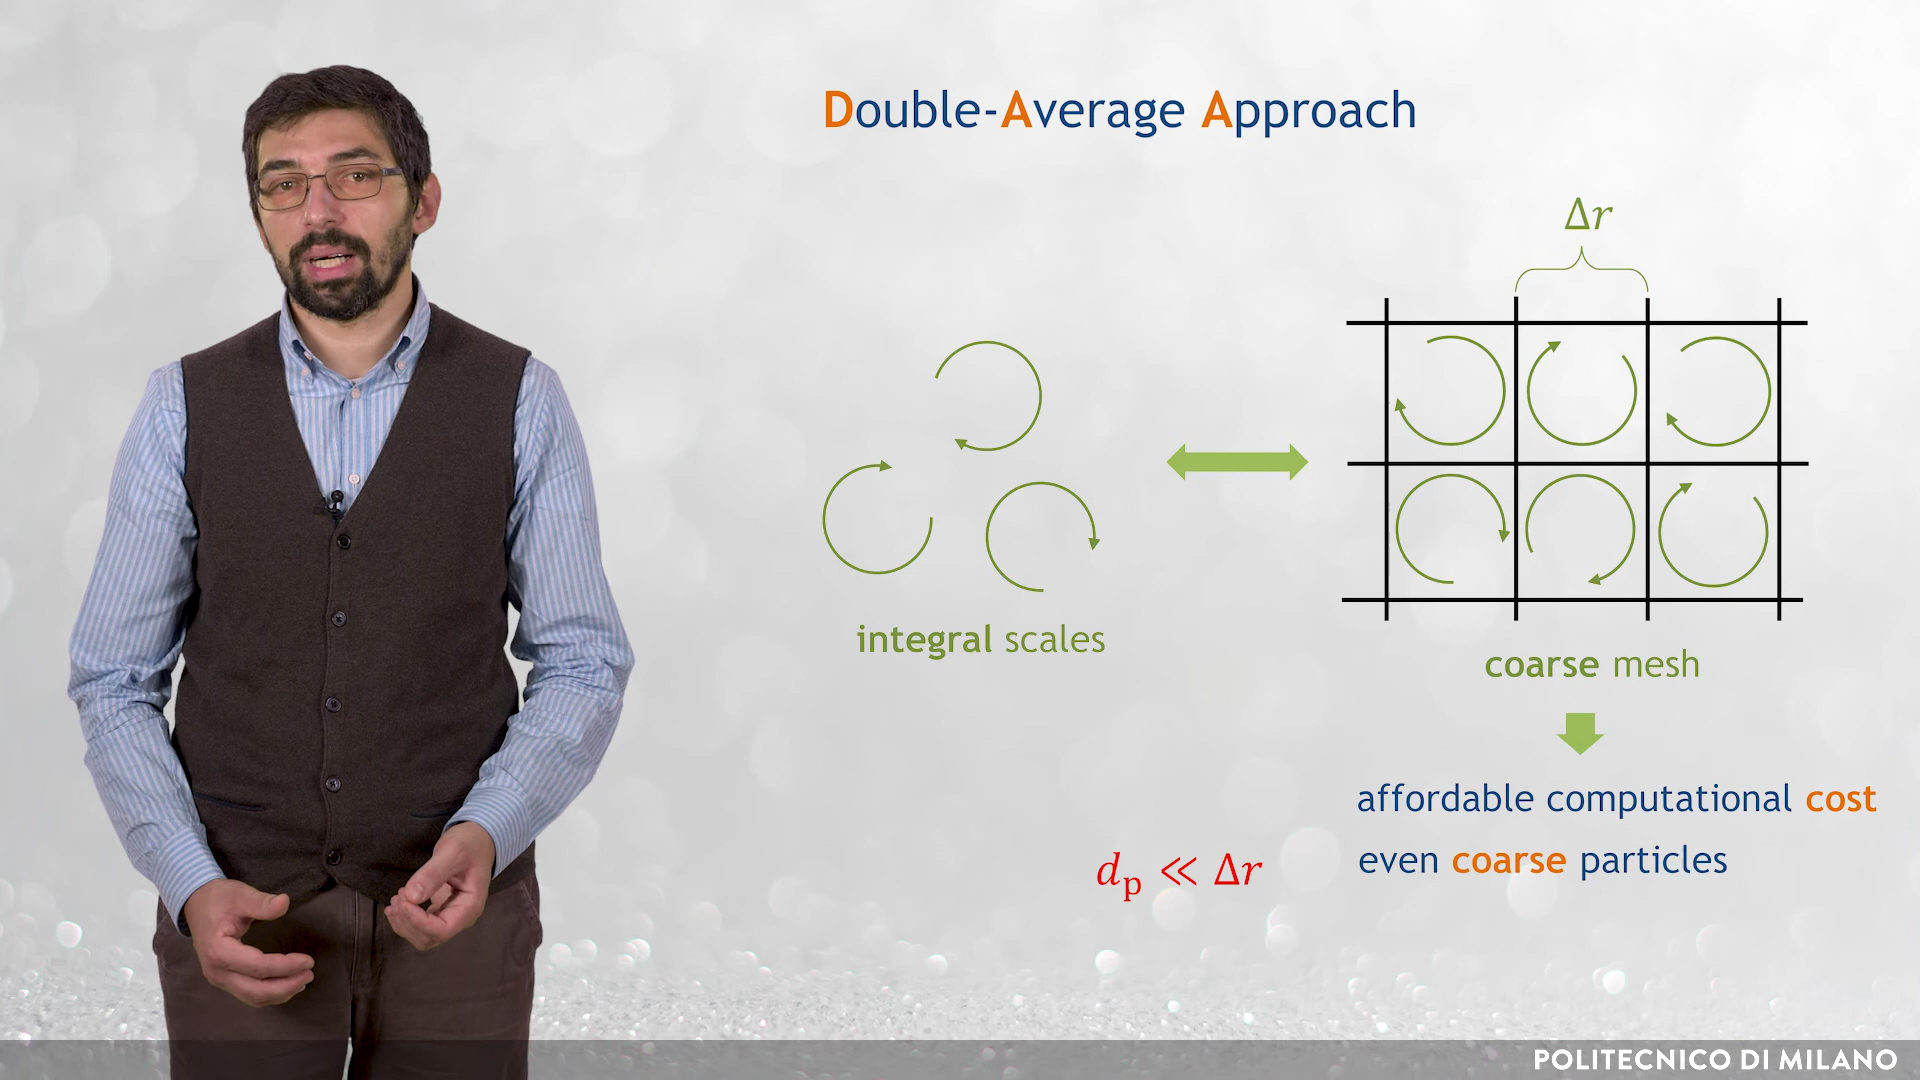 Double-Average Approach
Δr
integral scales
coarse mesh
affordable computational cost
even coarse particles
dₚ ≪ Δr
POLITECNICO DI MILANO